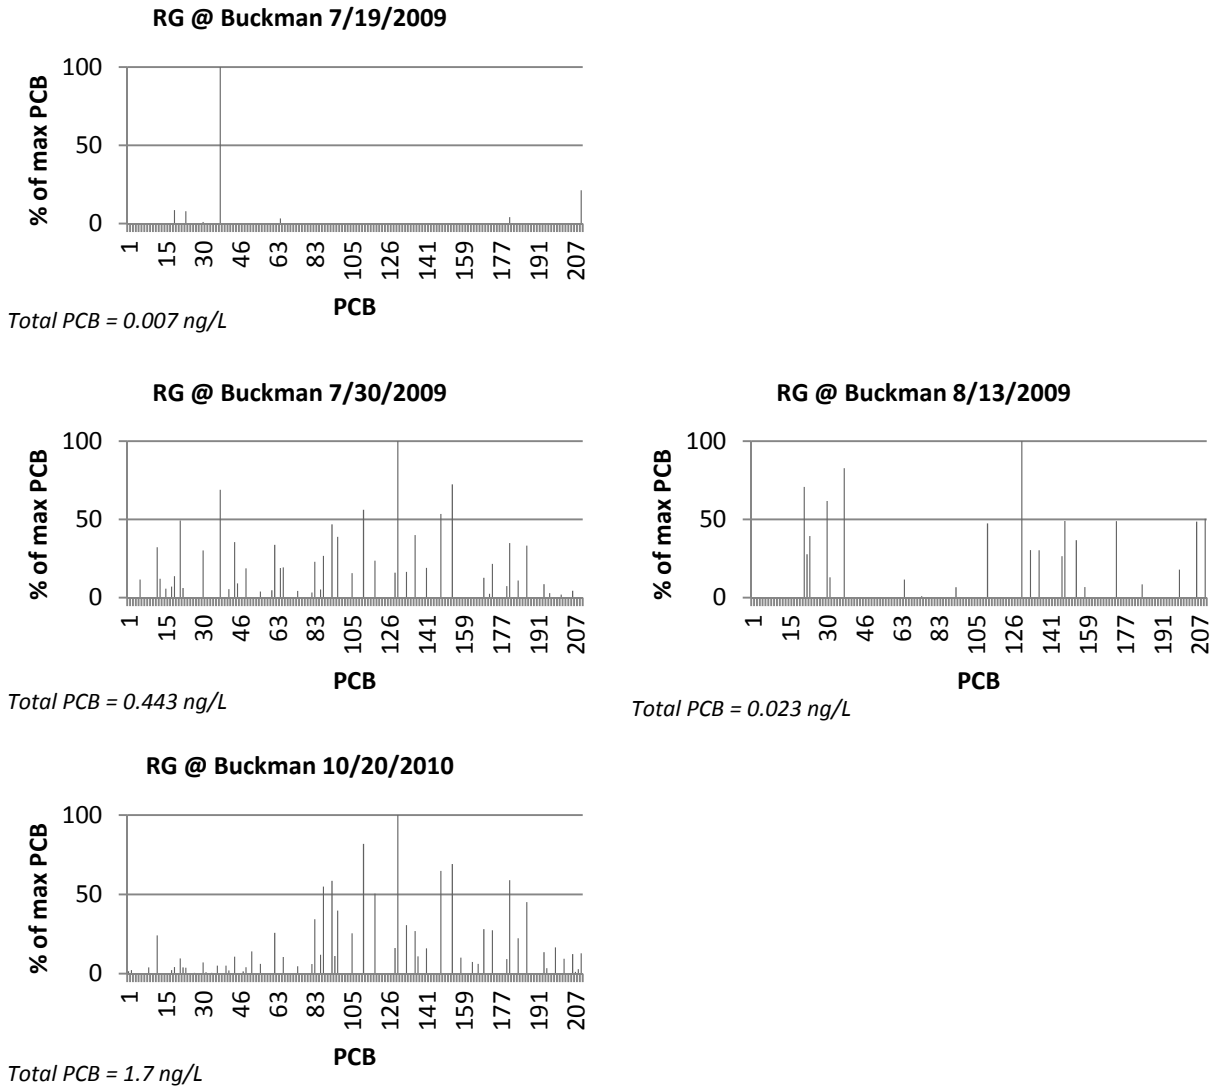 RG @ Buckman 7/19/2009
% of max PCB
100
50
0
1 15 30 46 63 83 105 126 141 159 177 191 207
PCB
Total PCB = 0.007 ng/L
RG @ Buckman 7/30/2009
% of max PCB
100
50
0
1 15 30 46 63 83 105 126 141 159 177 191 207
PCB
Total PCB = 0.443 ng/L
RG @ Buckman 8/13/2009
% of max PCB
100
50
0
1 15 30 46 63 83 105 126 141 159 177 191 207
PCB
Total PCB = 0.023 ng/L
RG @ Buckman 10/20/2010
% of max PCB
100
50
0
1 15 30 46 63 83 105 126 141 159 177 191 207
PCB
Total PCB = 1.7 ng/L